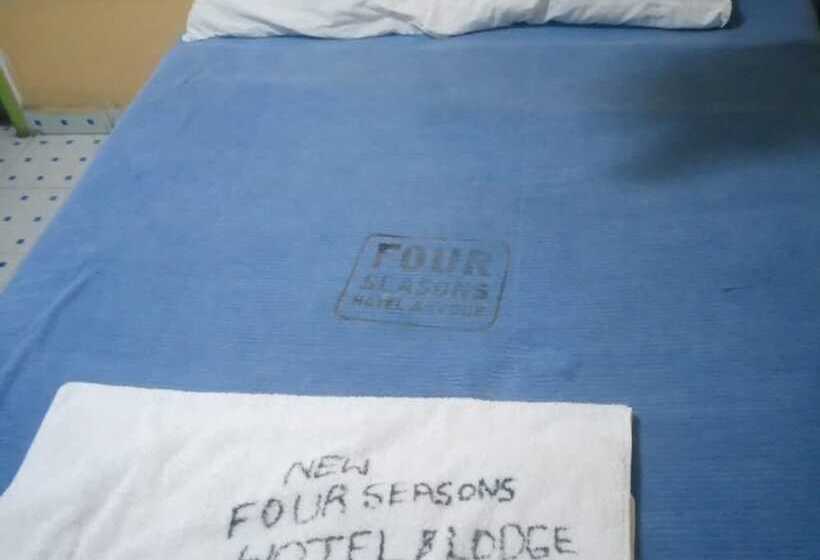 FOUR
SEASONS
HOTEL & LODGE
NEW
FOUR SEASONS
HOTEL & LODGE